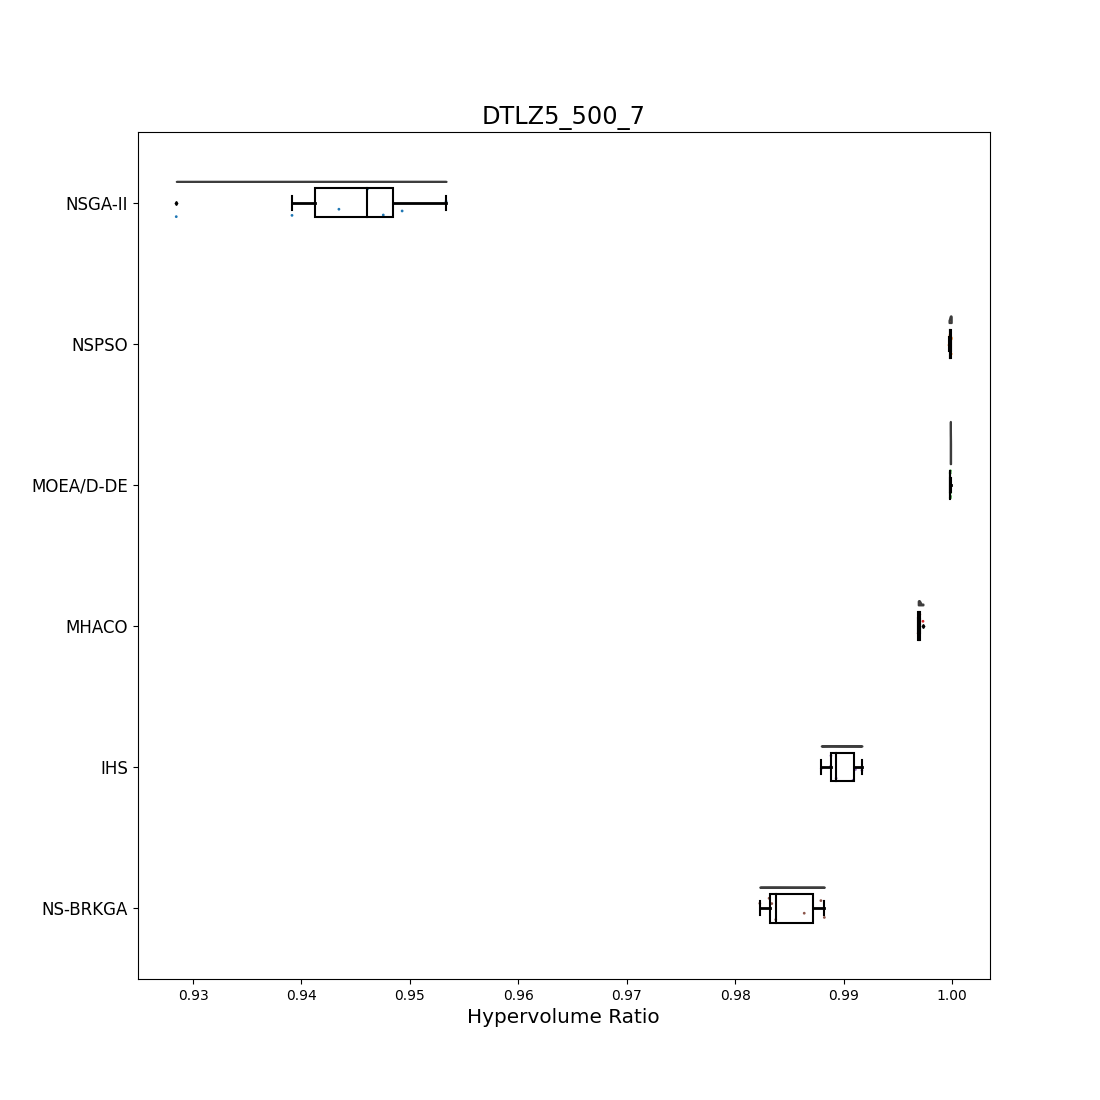 DTLZ5_500_7
NSGA-II
NSPSO
MOEA/D-DE
MHACO
IHS
NS-BRKGA
0.93 0.94 0.95 0.96 0.97 0.98 0.99 1.00
Hypervolume Ratio